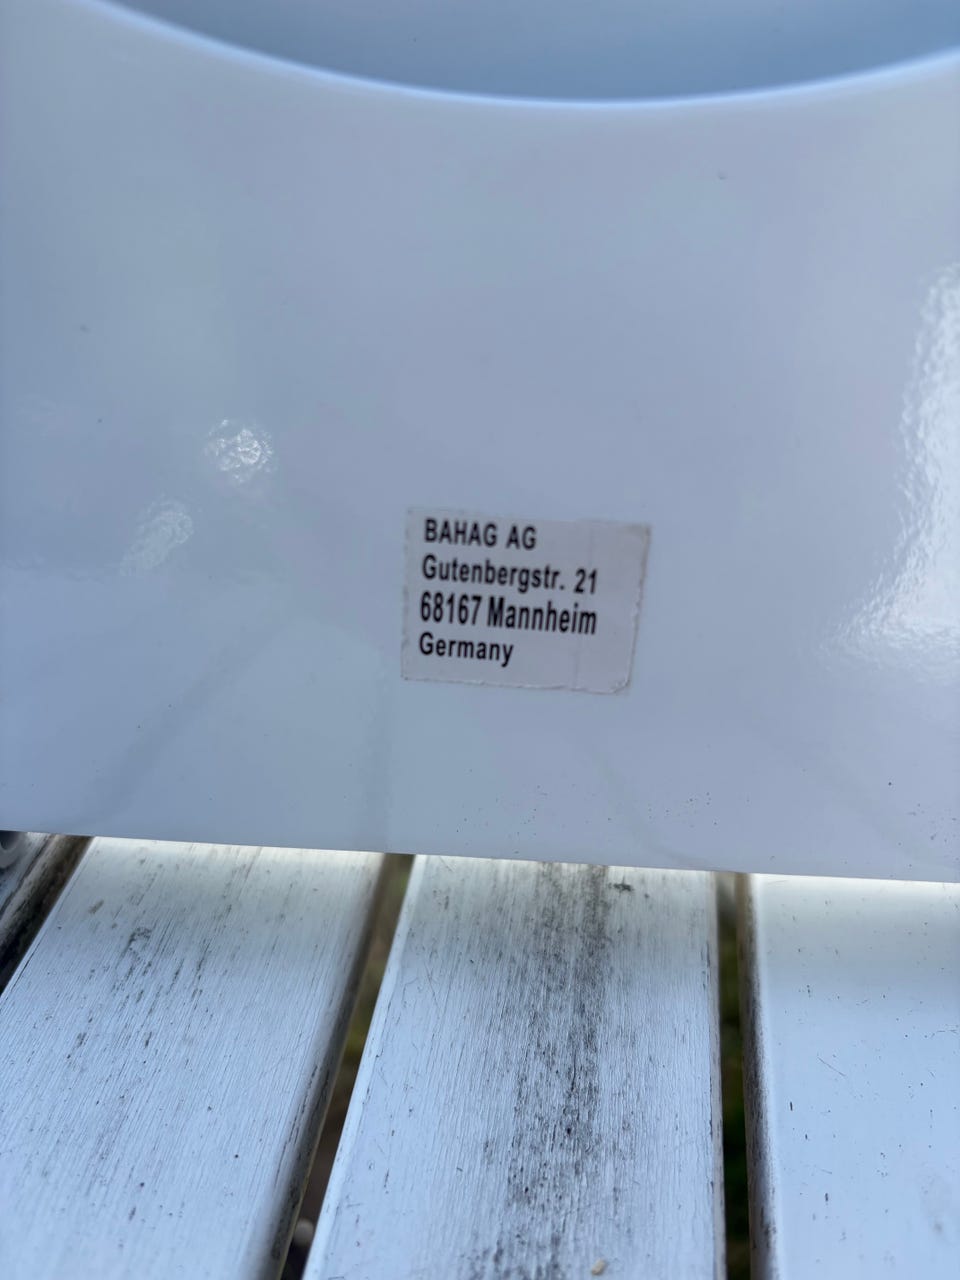 BAHAG AG
Gutenbergstr. 21
68167 Mannheim
Germany